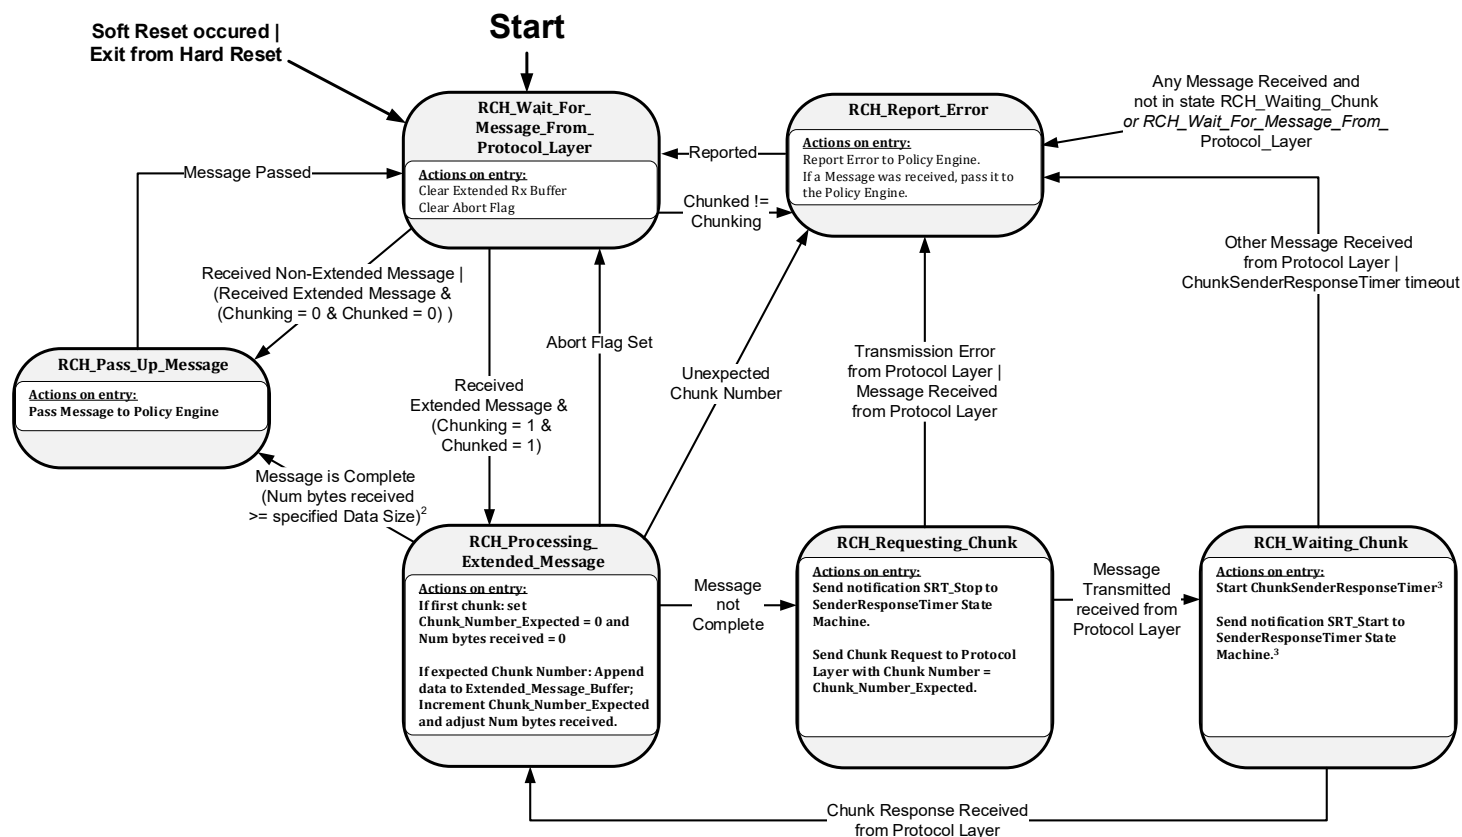 Start
Soft Reset occured |
Exit from Hard Reset
RCH_Wait_For_
Message_From_
Protocol_Layer
Actions on entry:
Clear Extended Rx Buffer
Clear Abort Flag
Reported
Chunked !=
Chunking
RCH_Report_Error
Actions on entry:
Report Error to Policy Engine.
If a Message was received, pass it to
the Policy Engine.
Any Message Received and
not in state RCH_Waiting_Chunk
or RCH_Wait_For_Message_From_
Protocol_Layer
Message Passed
Received Non-Extended Message |
(Received Extended Message &
(Chunking = 0 & Chunked = 0) )
Other Message Received
from Protocol Layer |
ChunkSenderResponseTimer timeout
RCH_Pass_Up_Message
Actions on entry:
Pass Message to Policy Engine
Abort Flag Set
Received
Extended Message &
(Chunking = 1 &
Chunked = 1)
Unexpected
Chunk Number
Transmission Error
from Protocol Layer |
Message Received
from Protocol Layer
Message is Complete
(Num bytes received
>= specified Data Size)²
RCH_Processing_
Extended_Message
Actions on entry:
If first chunk: set
Chunk_Number_Expected = 0 and
Num bytes received = 0
If expected Chunk Number: Append
data to Extended_Message_Buffer;
Increment Chunk_Number_Expected
and adjust Num bytes received.
Message
not
Complete
RCH_Requesting_Chunk
Actions on entry:
Send notification SRT_Stop to
SenderResponseTimer State
Machine.
Send Chunk Request to Protocol
Layer with Chunk Number =
Chunk_Number_Expected.
Message
Transmitted
received from
Protocol Layer
RCH_Waiting_Chunk
Actions on entry:
Start ChunkSenderResponseTimer³
Send notification SRT_Start to
SenderResponseTimer State
Machine.³
Chunk Response Received
from Protocol Layer